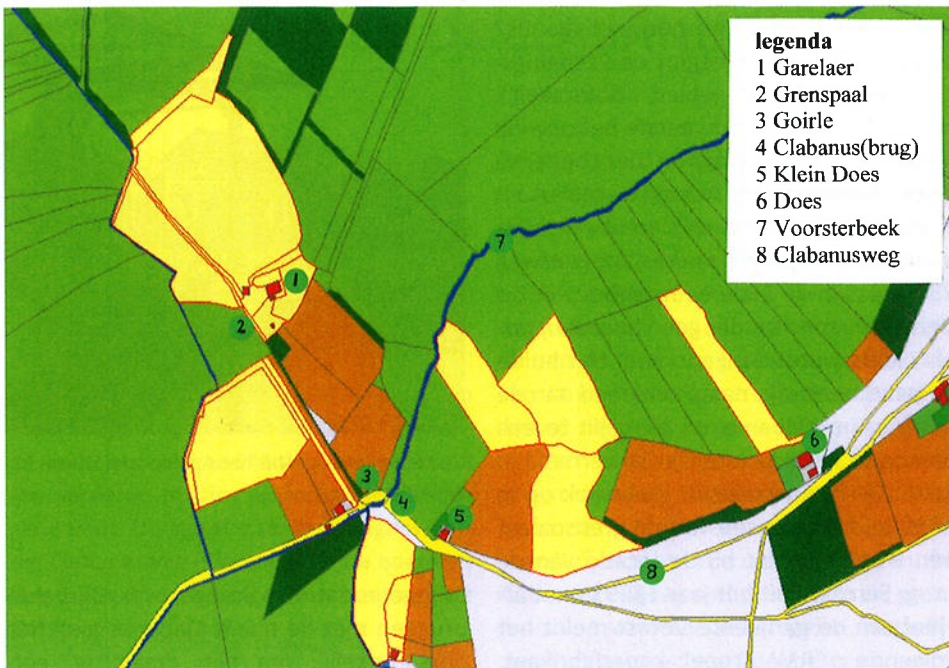 legenda
1 Garelaer
2 Grenspaal
3 Goirle
4 Clabanus(brug)
5 Klein Does
6 Does
7 Voorsterbeek
8 Clabanusweg
7
1
2
6
3
4
5
8